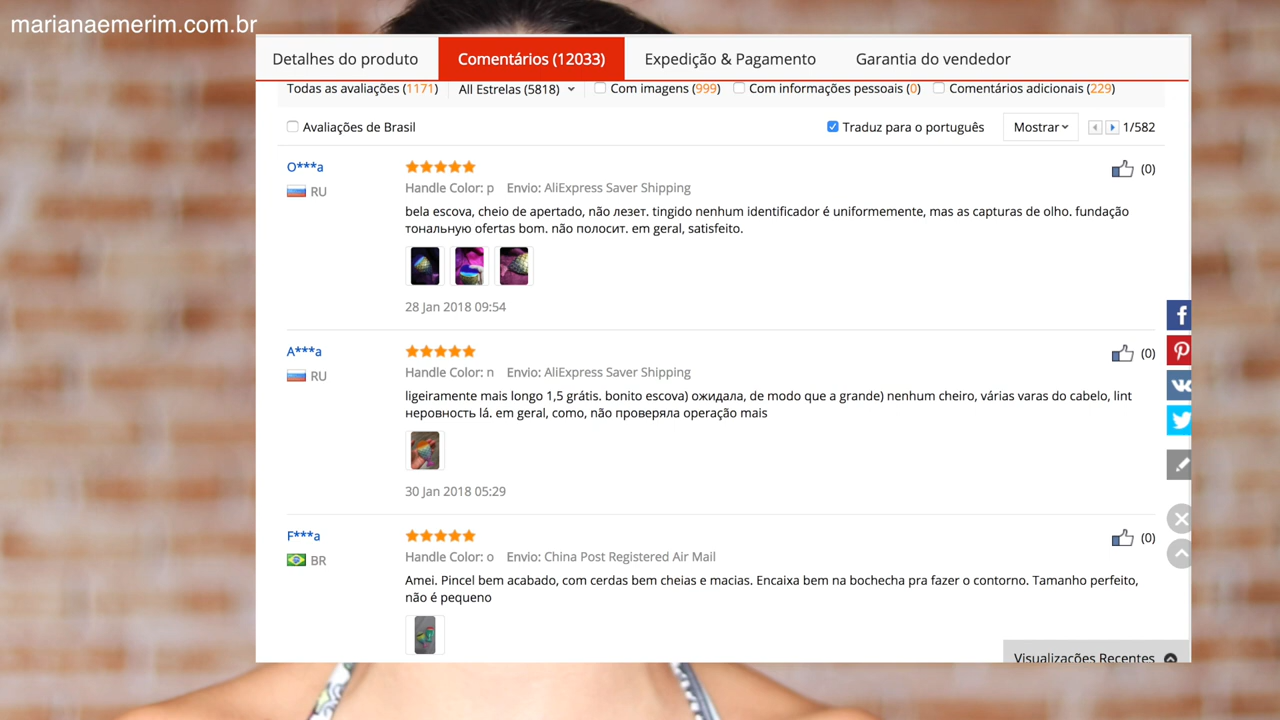 marianaemerim.com.br
Detalhes do produto Comentários (12033) Expedição & Pagamento Garantia do vendedor
Todas as avaliações (1171) All Estrelas (5818) Com imagens (999) Com informações pessoais (0) Comentários adicionais (229)
Avaliações de Brasil Traduz para o português Mostrar 1/582
O***a (0)
RU Handle Color: p Envio: AliExpress Saver Shipping
bela escova, cheio de apertado, não лезет. tingido nenhum identificador é uniformemente, mas as capturas de olho. fundação
тональную ofertas bom. não полосит. em geral, satisfeito.
28 Jan 2018 09:54
A***a (0)
RU Handle Color: n Envio: AliExpress Saver Shipping
ligeiramente mais longo 1,5 grátis. bonito escova) ожидала, de modo que a grande) nenhum cheiro, várias varas do cabelo, lint
неровность lá. em geral, como, não проверяла operação mais
30 Jan 2018 05:29
F***a (0)
BR Handle Color: o Envio: China Post Registered Air Mail
Amei. Pincel bem acabado, com cerdas bem cheias e macias. Encaixa bem na bochecha pra fazer o contorno. Tamanho perfeito,
não é pequeno
Visualizações Recentes